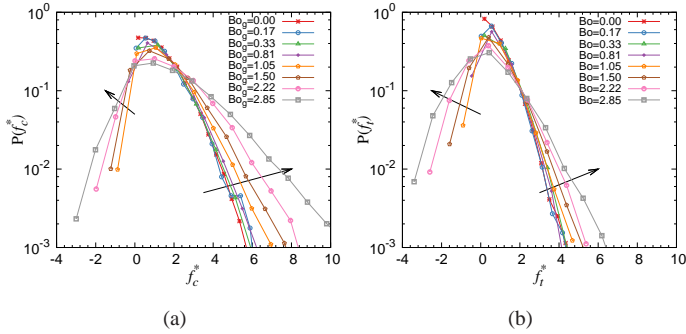 10^0
10^-1
10^-2
10^-3
P(f_c^*)
-4 -2 0 2 4 6 8 10
f_c^*
Bo_g=0.00
Bo_g=0.17
Bo_g=0.33
Bo_g=0.81
Bo_g=1.05
Bo_g=1.50
Bo_g=2.22
Bo_g=2.85
(a)
10^0
10^-1
10^-2
10^-3
P(f_t^*)
-4 -2 0 2 4 6 8 10
f_t^*
Bo=0.00
Bo=0.17
Bo=0.33
Bo=0.81
Bo=1.05
Bo=1.50
Bo=2.22
Bo=2.85
(b)